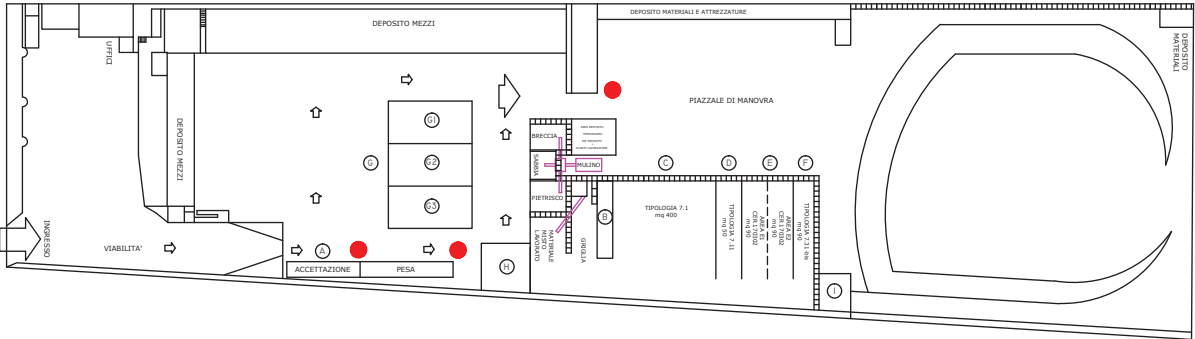 DEPOSITO MEZZI
DEPOSITO MATERIALI E ATTREZZATURE
UFFICI
DEPOSITO
MATERIALI
DEPOSITO MEZZI
PIAZZALE DI MANOVRA
G1
G
G2
G3
BRECCIA
SABBIA
MULINO
PIETRISCO
C
D
E
F
B
TIPOLOGIA 7.1
mq 400
TIPOLOGIA 7.11
mq 50
AREA E1
CER 170302
mq 90
AREA E2
CER 170302
mq 90
TIPOLOGIA 7.31-bis
mq 90
INGRESSO
VIABILITA'
A
ACCETTAZIONE
PESA
H
MATERIALE
MISTO
LAVORATO
GRIGLIA
I